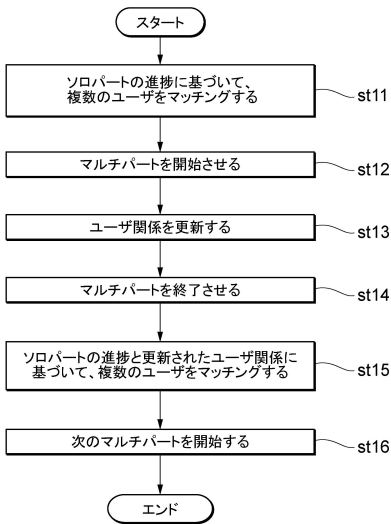 スタート
ソロパートの進捗に基づいて、
複数のユーザをマッチングする
st11
マルチパートを開始させる
st12
ユーザ関係を更新する
st13
マルチパートを終了させる
st14
ソロパートの進捗と更新されたユーザ関係に
基づいて、複数のユーザをマッチングする
st15
次のマルチパートを開始する
st16
エンド